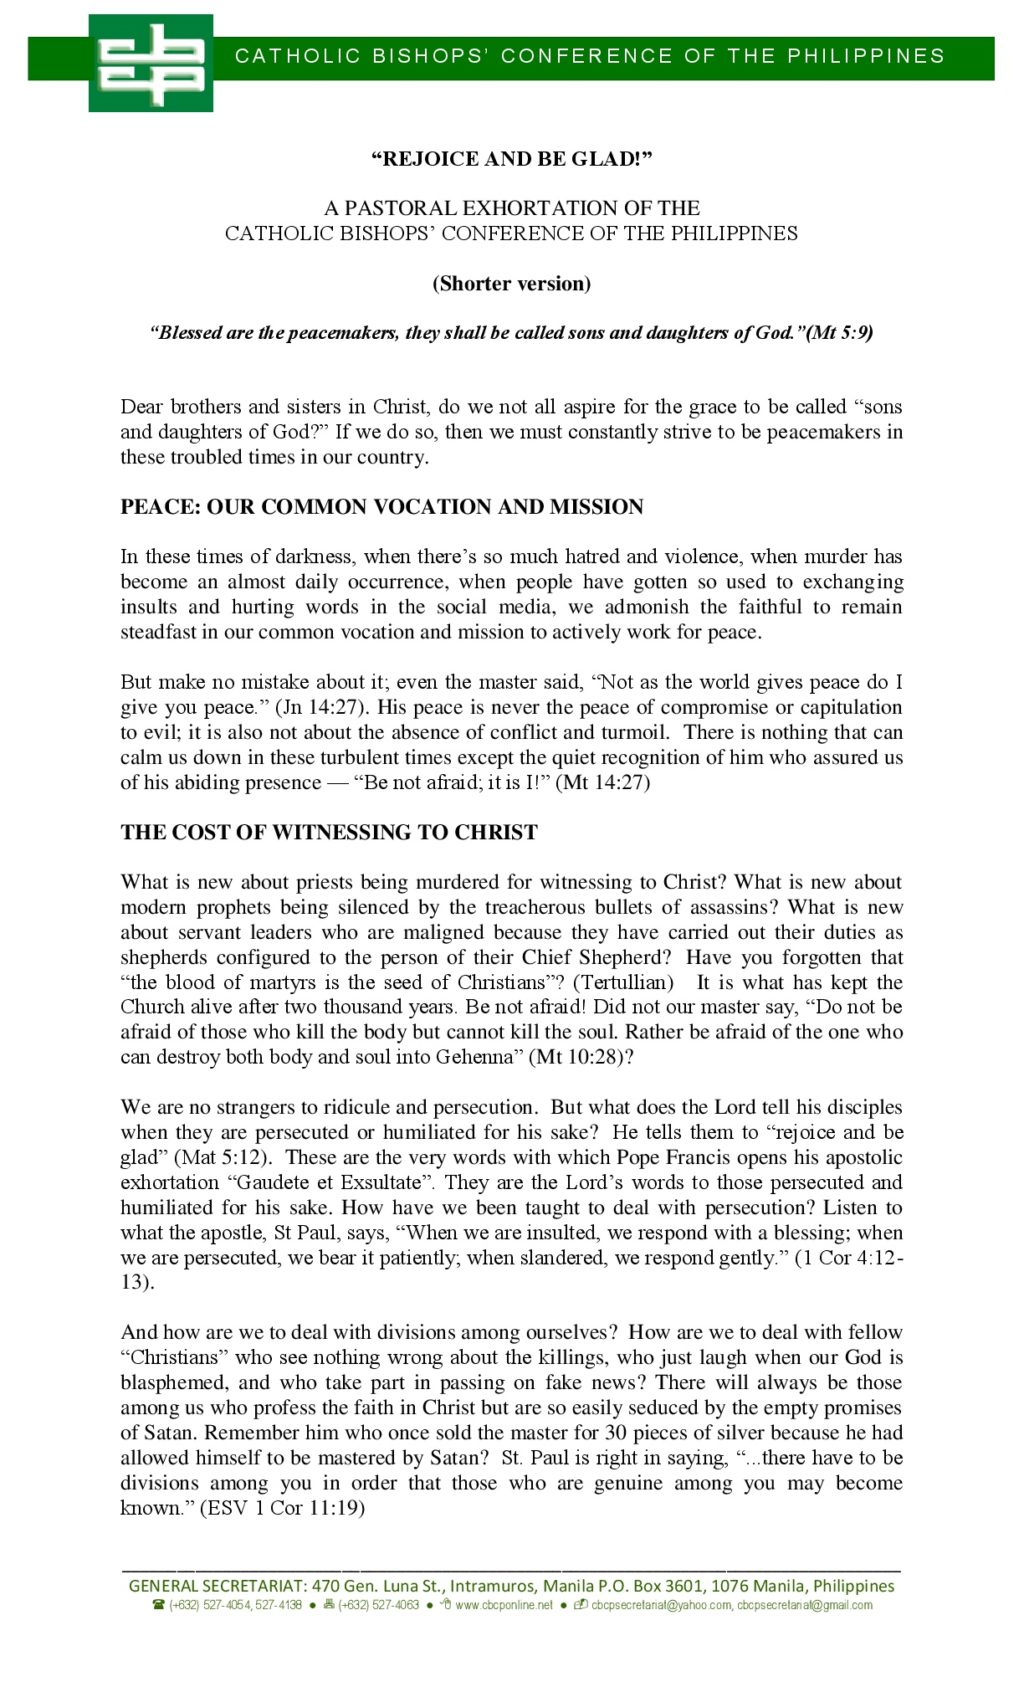 cbcp
CATHOLIC BISHOPS’ CONFERENCE OF THE PHILIPPINES
“REJOICE AND BE GLAD!”
A PASTORAL EXHORTATION OF THE
CATHOLIC BISHOPS’ CONFERENCE OF THE PHILIPPINES
(Shorter version)
“Blessed are the peacemakers, they shall be called sons and daughters of God.”(Mt 5:9)
Dear brothers and sisters in Christ, do we not all aspire for the grace to be called “sons
and daughters of God?” If we do so, then we must constantly strive to be peacemakers in
these troubled times in our country.
PEACE: OUR COMMON VOCATION AND MISSION
In these times of darkness, when there’s so much hatred and violence, when murder has
become an almost daily occurrence, when people have gotten so used to exchanging
insults and hurting words in the social media, we admonish the faithful to remain
steadfast in our common vocation and mission to actively work for peace.
But make no mistake about it; even the master said, “Not as the world gives peace do I
give you peace.” (Jn 14:27). His peace is never the peace of compromise or capitulation
to evil; it is also not about the absence of conflict and turmoil. There is nothing that can
calm us down in these turbulent times except the quiet recognition of him who assured us
of his abiding presence — “Be not afraid; it is I!” (Mt 14:27)
THE COST OF WITNESSING TO CHRIST
What is new about priests being murdered for witnessing to Christ? What is new about
modern prophets being silenced by the treacherous bullets of assassins? What is new
about servant leaders who are maligned because they have carried out their duties as
shepherds configured to the person of their Chief Shepherd? Have you forgotten that
“the blood of martyrs is the seed of Christians”? (Tertullian) It is what has kept the
Church alive after two thousand years. Be not afraid! Did not our master say, “Do not be
afraid of those who kill the body but cannot kill the soul. Rather be afraid of the one who
can destroy both body and soul into Gehenna” (Mt 10:28)?
We are no strangers to ridicule and persecution. But what does the Lord tell his disciples
when they are persecuted or humiliated for his sake? He tells them to “rejoice and be
glad” (Mat 5:12). These are the very words with which Pope Francis opens his apostolic
exhortation “Gaudete et Exsultate”. They are the Lord’s words to those persecuted and
humiliated for his sake. How have we been taught to deal with persecution? Listen to
what the apostle, St Paul, says, “When we are insulted, we respond with a blessing; when
we are persecuted, we bear it patiently; when slandered, we respond gently.” (1 Cor 4:12-
13).
And how are we to deal with divisions among ourselves? How are we to deal with fellow
“Christians” who see nothing wrong about the killings, who just laugh when our God is
blasphemed, and who take part in passing on fake news? There will always be those
among us who profess the faith in Christ but are so easily seduced by the empty promises
of Satan. Remember him who once sold the master for 30 pieces of silver because he had
allowed himself to be mastered by Satan? St. Paul is right in saying, “...there have to be
divisions among you in order that those who are genuine among you may become
known.” (ESV 1 Cor 11:19)
GENERAL SECRETARIAT: 470 Gen. Luna St., Intramuros, Manila P.O. Box 3601, 1076 Manila, Philippines
☎ (+632) 527-4054, 527-4138 ● (+632) 527-4063 ● www.cbcponline.net ● cbcpsecretariat@yahoo.com, cbcpsecretariat@gmail.com